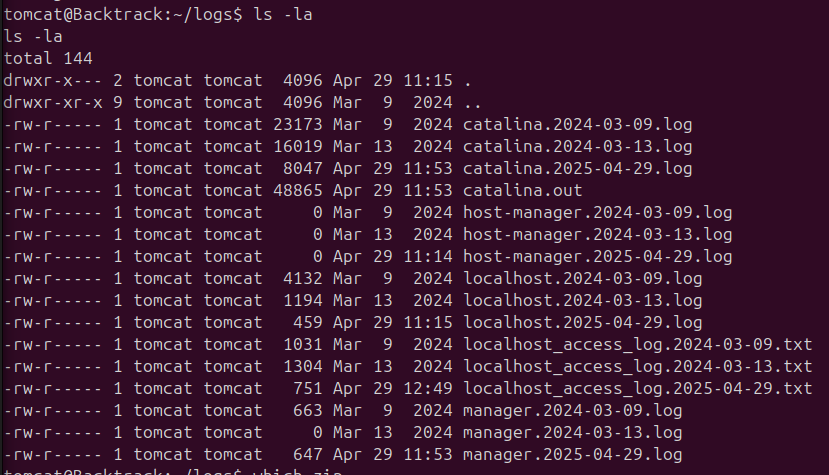 tomcat@Backtrack:~/logs$ ls -la
ls -la
total 144
drwxr-x--- 2 tomcat tomcat  4096 Apr 29 11:15 .
drwxr-xr-x 9 tomcat tomcat  4096 Mar  9  2024 ..
-rw-r----- 1 tomcat tomcat 23173 Mar  9  2024 catalina.2024-03-09.log
-rw-r----- 1 tomcat tomcat 16019 Mar 13  2024 catalina.2024-03-13.log
-rw-r----- 1 tomcat tomcat  8047 Apr 29 11:53 catalina.2025-04-29.log
-rw-r----- 1 tomcat tomcat 48865 Apr 29 11:53 catalina.out
-rw-r----- 1 tomcat tomcat     0 Mar  9  2024 host-manager.2024-03-09.log
-rw-r----- 1 tomcat tomcat     0 Mar 13  2024 host-manager.2024-03-13.log
-rw-r----- 1 tomcat tomcat     0 Apr 29 11:14 host-manager.2025-04-29.log
-rw-r----- 1 tomcat tomcat  4132 Mar  9  2024 localhost.2024-03-09.log
-rw-r----- 1 tomcat tomcat  1194 Mar 13  2024 localhost.2024-03-13.log
-rw-r----- 1 tomcat tomcat   459 Apr 29 11:15 localhost.2025-04-29.log
-rw-r----- 1 tomcat tomcat  1031 Mar  9  2024 localhost_access_log.2024-03-09.txt
-rw-r----- 1 tomcat tomcat  1304 Mar 13  2024 localhost_access_log.2024-03-13.txt
-rw-r----- 1 tomcat tomcat   751 Apr 29 12:49 localhost_access_log.2025-04-29.txt
-rw-r----- 1 tomcat tomcat   663 Mar  9  2024 manager.2024-03-09.log
-rw-r----- 1 tomcat tomcat     0 Mar 13  2024 manager.2024-03-13.log
-rw-r----- 1 tomcat tomcat   647 Apr 29 11:53 manager.2025-04-29.log
tomcat@Backtrack:~/logs$ which zip